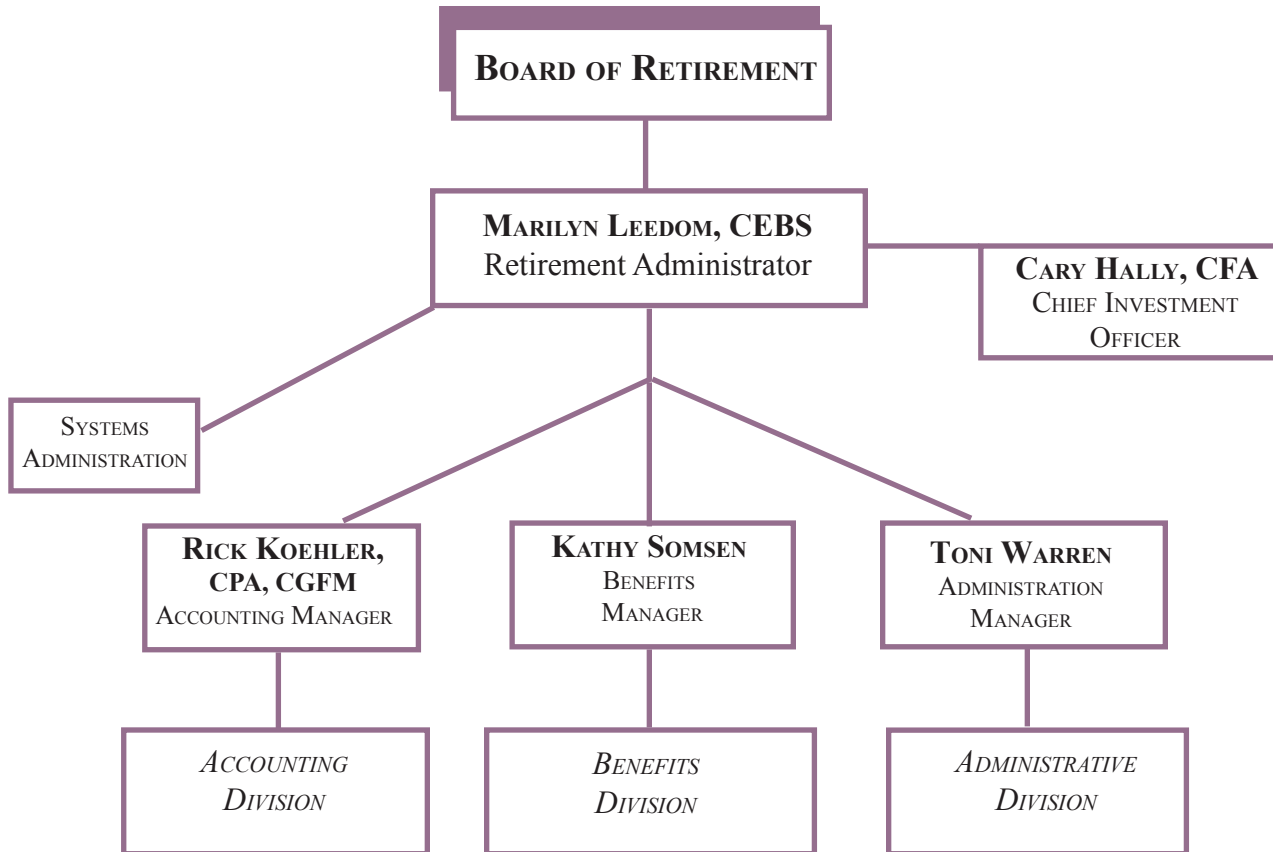 Board of Retirement
Marilyn Leedom, CEBS
Retirement Administrator
Cary Hally, CFA
Chief Investment
Officer
Systems
Administration
Rick Koehler,
CPA, CGFM
Accounting Manager
Kathy Somsen
Benefits
Manager
Toni Warren
Administration
Manager
Accounting
Division
Benefits
Division
Administrative
Division